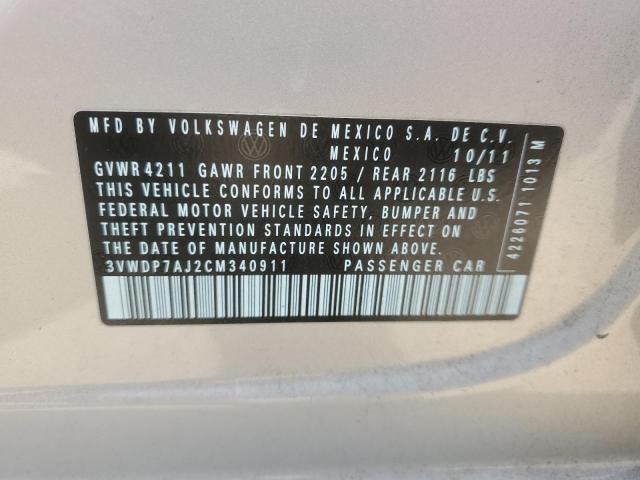 MFD BY VOLKSWAGEN DE MEXICO S.A. DE C.V.
MEXICO 10/11
GVWR 4211 GAWR FRONT 2205 / REAR 2116 LBS
THIS VEHICLE CONFORMS TO ALL APPLICABLE U.S.
FEDERAL MOTOR VEHICLE SAFETY, BUMPER AND
THEFT PREVENTION STANDARDS IN EFFECT ON
THE DATE OF MANUFACTURE SHOWN ABOVE.
3VWDP7AJ2CM340911 PASSENGER CAR
4226071 1013 M